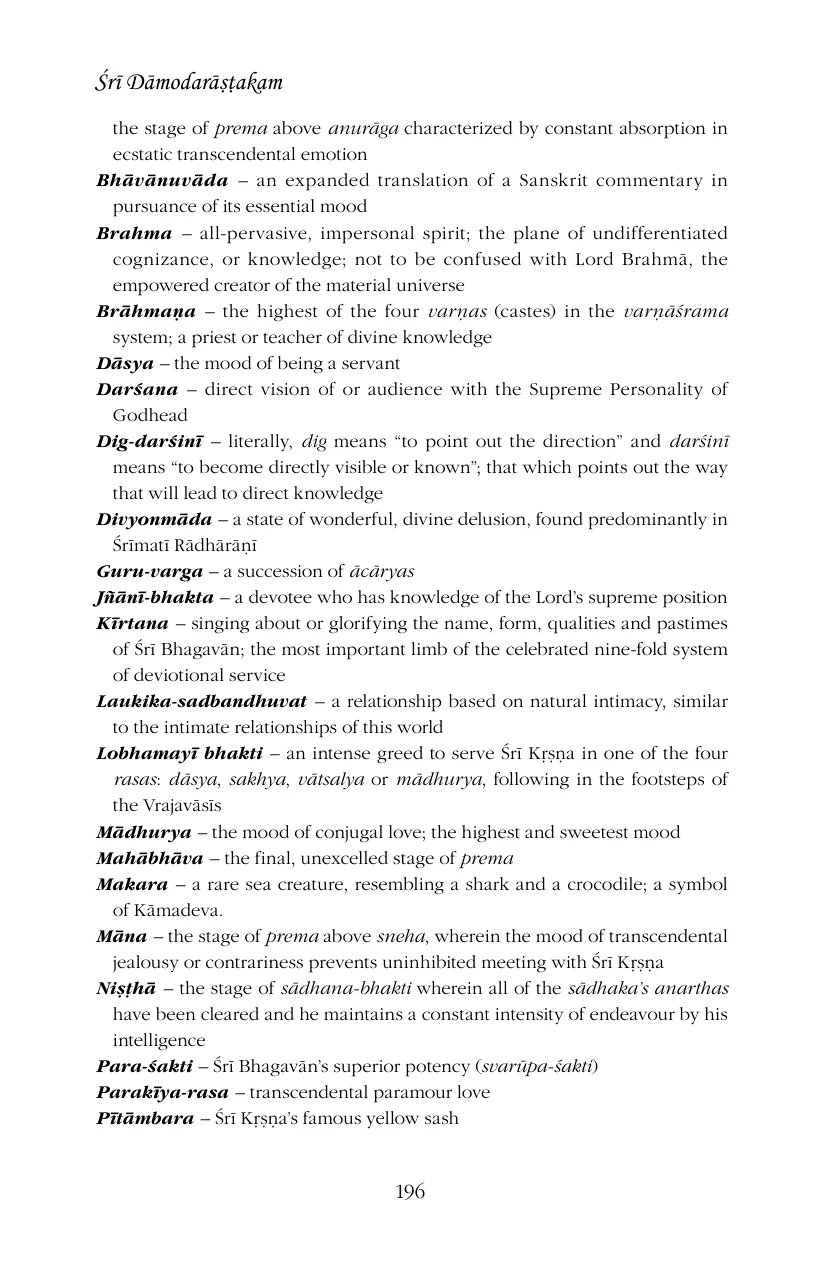 Śrī Dāmodarāṣṭakam
the stage of prema above anurāga characterized by constant absorption in
ecstatic transcendental emotion
Bhāvānuvāda – an expanded translation of a Sanskrit commentary in
pursuance of its essential mood
Brahma – all-pervasive, impersonal spirit; the plane of undifferentiated
cognizance, or knowledge; not to be confused with Lord Brahmā, the
empowered creator of the material universe
Brāhmaṇa – the highest of the four varṇas (castes) in the varṇāśrama
system; a priest or teacher of divine knowledge
Dāsya – the mood of being a servant
Darśana – direct vision of or audience with the Supreme Personality of
Godhead
Dig-darśinī – literally, dig means “to point out the direction” and darśinī
means “to become directly visible or known”; that which points out the way
that will lead to direct knowledge
Divyonmāda – a state of wonderful, divine delusion, found predominantly in
Śrīmatī Rādhārāṇī
Guru-varga – a succession of ācāryas
Jñānī-bhakta – a devotee who has knowledge of the Lord’s supreme position
Kīrtana – singing about or glorifying the name, form, qualities and pastimes
of Śrī Bhagavān; the most important limb of the celebrated nine-fold system
of deviotional service
Laukika-sadbandhuvat – a relationship based on natural intimacy, similar
to the intimate relationships of this world
Lobhamayī bhakti – an intense greed to serve Śrī Kṛṣṇa in one of the four
rasas: dāsya, sakhya, vātsalya or mādhurya, following in the footsteps of
the Vrajavāsīs
Mādhurya – the mood of conjugal love; the highest and sweetest mood
Mahābhāva – the final, unexcelled stage of prema
Makara – a rare sea creature, resembling a shark and a crocodile; a symbol
of Kāmadeva.
Māna – the stage of prema above sneha, wherein the mood of transcendental
jealousy or contrariness prevents uninhibited meeting with Śrī Kṛṣṇa
Niṣṭhā – the stage of sādhana-bhakti wherein all of the sādhaka’s anarthas
have been cleared and he maintains a constant intensity of endeavour by his
intelligence
Para-śakti – Śrī Bhagavān’s superior potency (svarūpa-śakti)
Parakīya-rasa – transcendental paramour love
Pītāmbara – Śrī Kṛṣṇa’s famous yellow sash
196